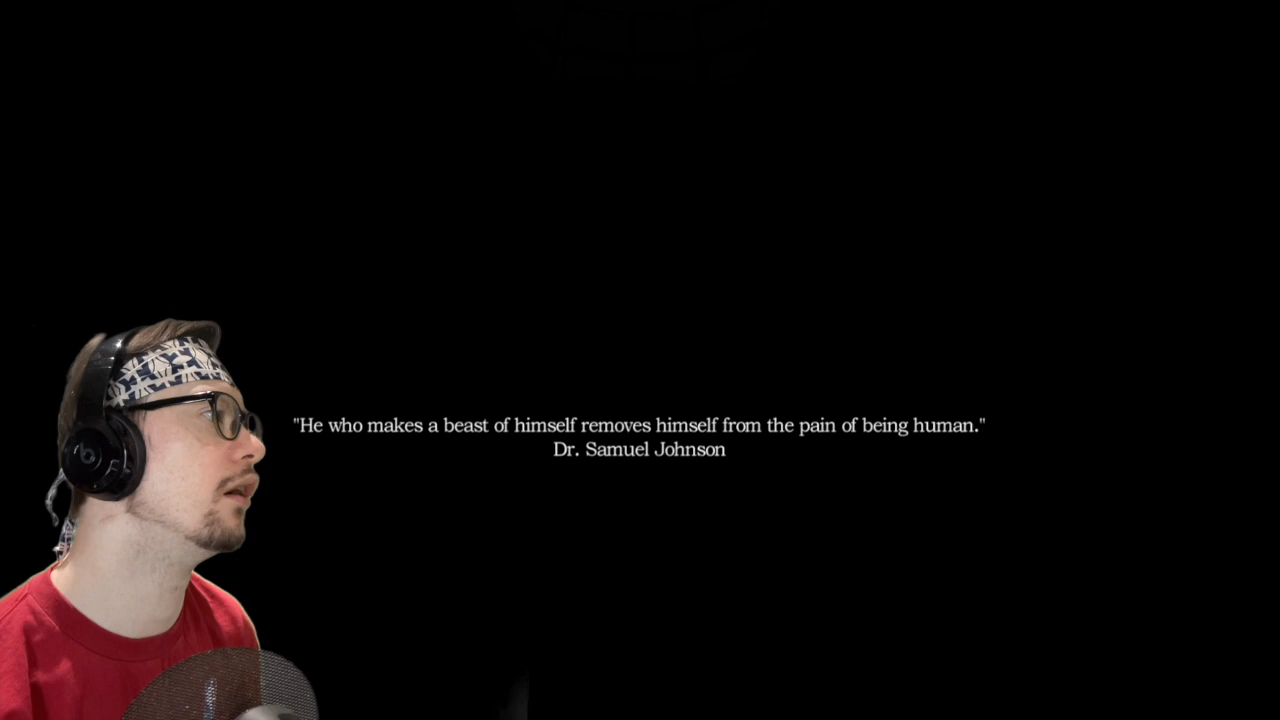 "He who makes a beast of himself removes himself from the pain of being human."
Dr. Samuel Johnson